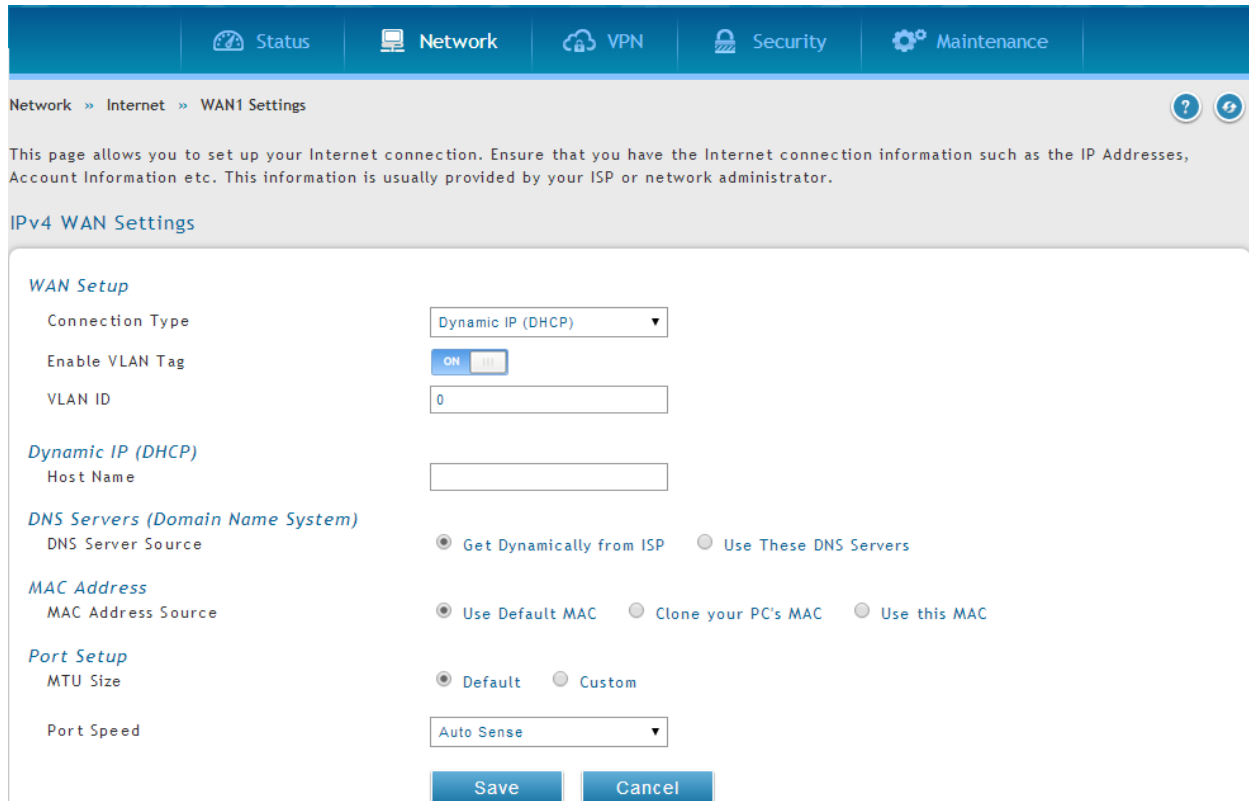 Status Network VPN Security Maintenance
Network » Internet » WAN1 Settings
?
This page allows you to set up your Internet connection. Ensure that you have the Internet connection information such as the IP Addresses,
Account Information etc. This information is usually provided by your ISP or network administrator.
IPv4 WAN Settings
WAN Setup
Connection Type Dynamic IP (DHCP)
Enable VLAN Tag ON
VLAN ID 0
Dynamic IP (DHCP)
Host Name
DNS Servers (Domain Name System)
DNS Server Source Get Dynamically from ISP Use These DNS Servers
MAC Address
MAC Address Source Use Default MAC Clone your PC's MAC Use this MAC
Port Setup
MTU Size Default Custom
Port Speed Auto Sense
Save Cancel